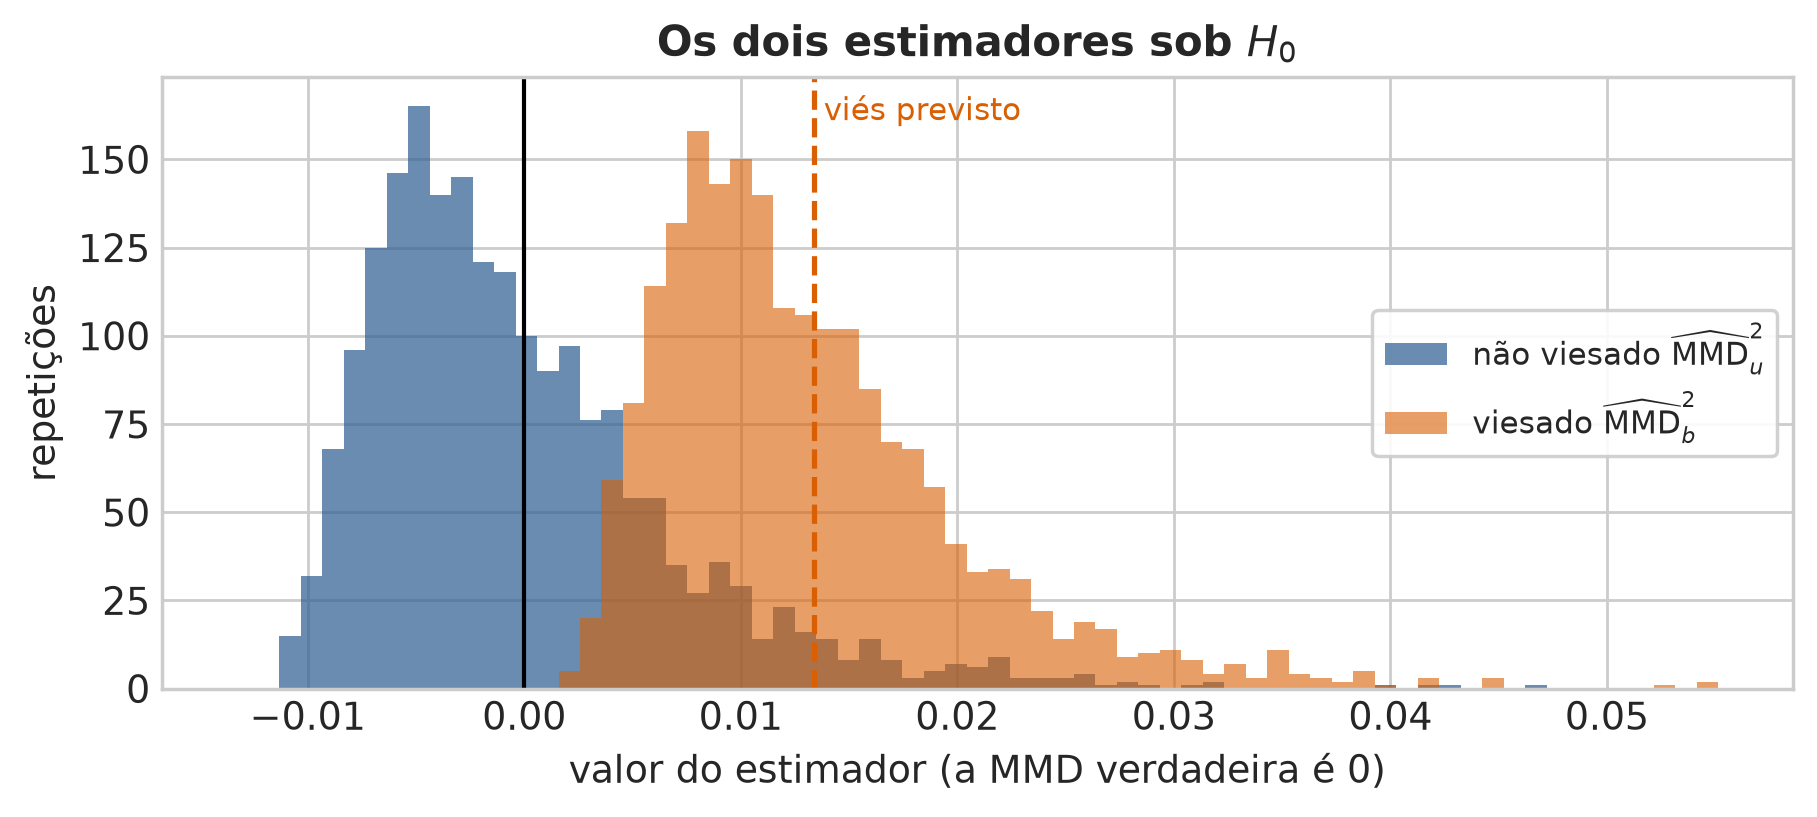 Os dois estimadores sob H₀
viés previsto
repetições
150
125
100
75
50
25
0
não viesado \widehat{MMD}²ᵤ
viesado \widehat{MMD}²_b
−0.01 0.00 0.01 0.02 0.03 0.04 0.05
valor do estimador (a MMD verdadeira é 0)